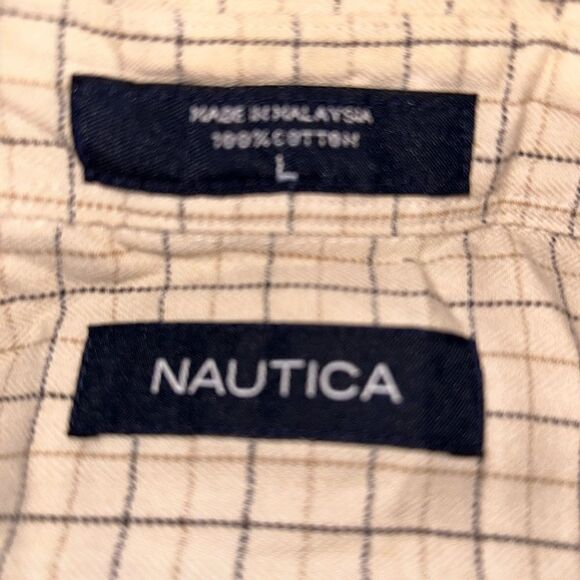 MADE IN MALAYSIA
100% COTTON
L
NAUTICA